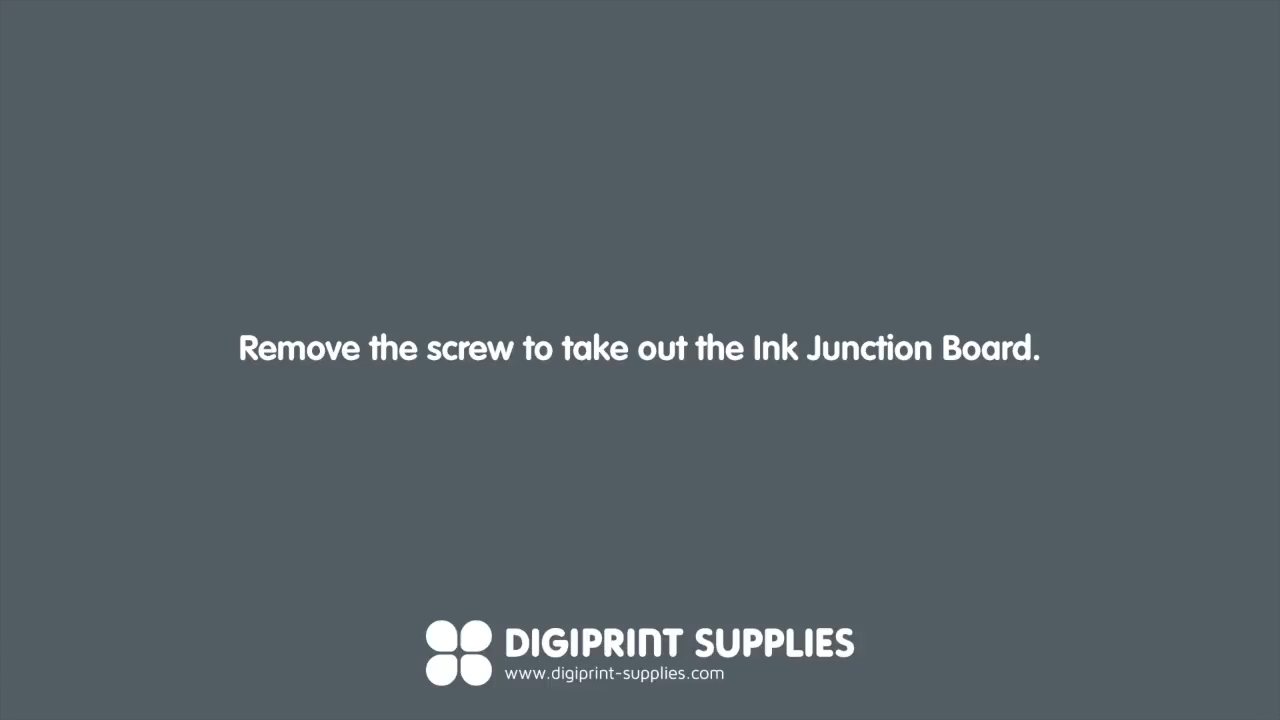 Remove the screw to take out the Ink Junction Board.
DIGIPRINT SUPPLIES
www.digiprint-supplies.com